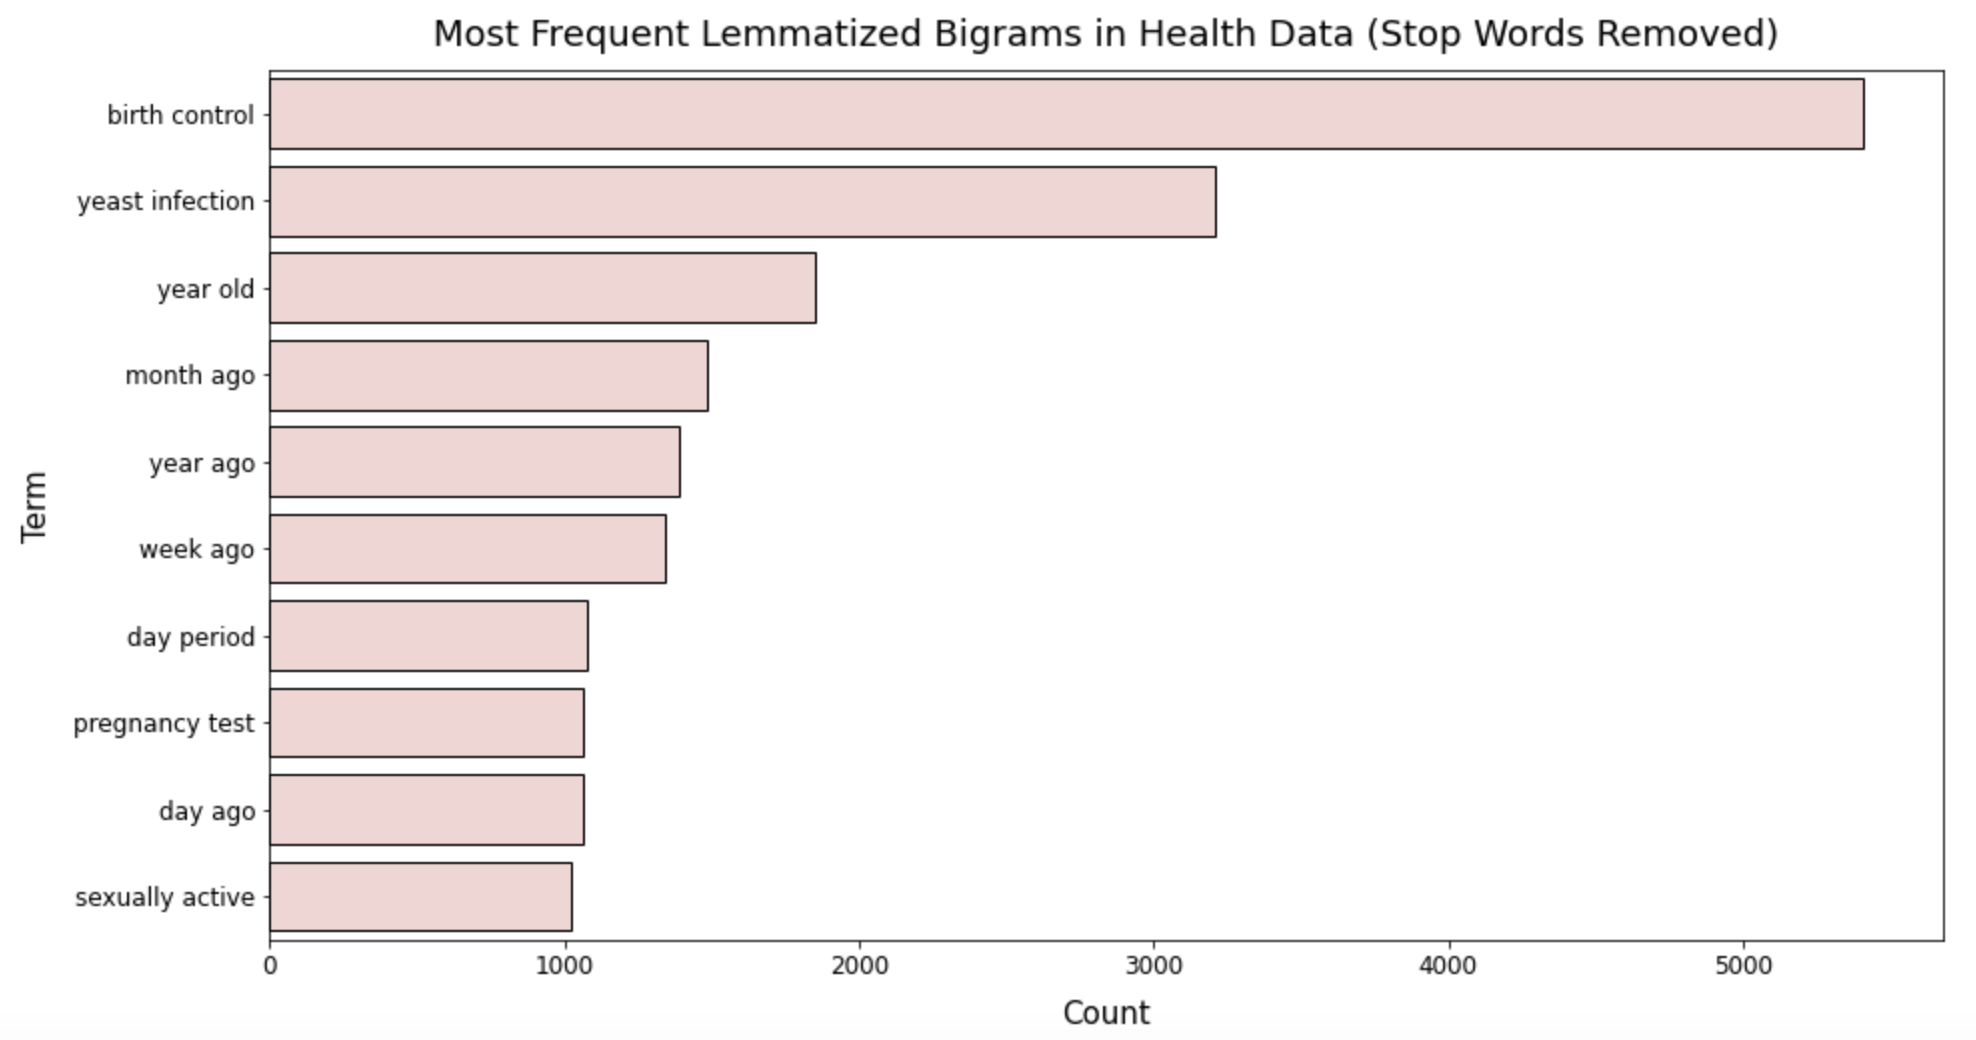 Most Frequent Lemmatized Bigrams in Health Data (Stop Words Removed)
birth control
yeast infection
year old
month ago
year ago
week ago
day period
pregnancy test
day ago
sexually active
Term
0 1000 2000 3000 4000 5000
Count